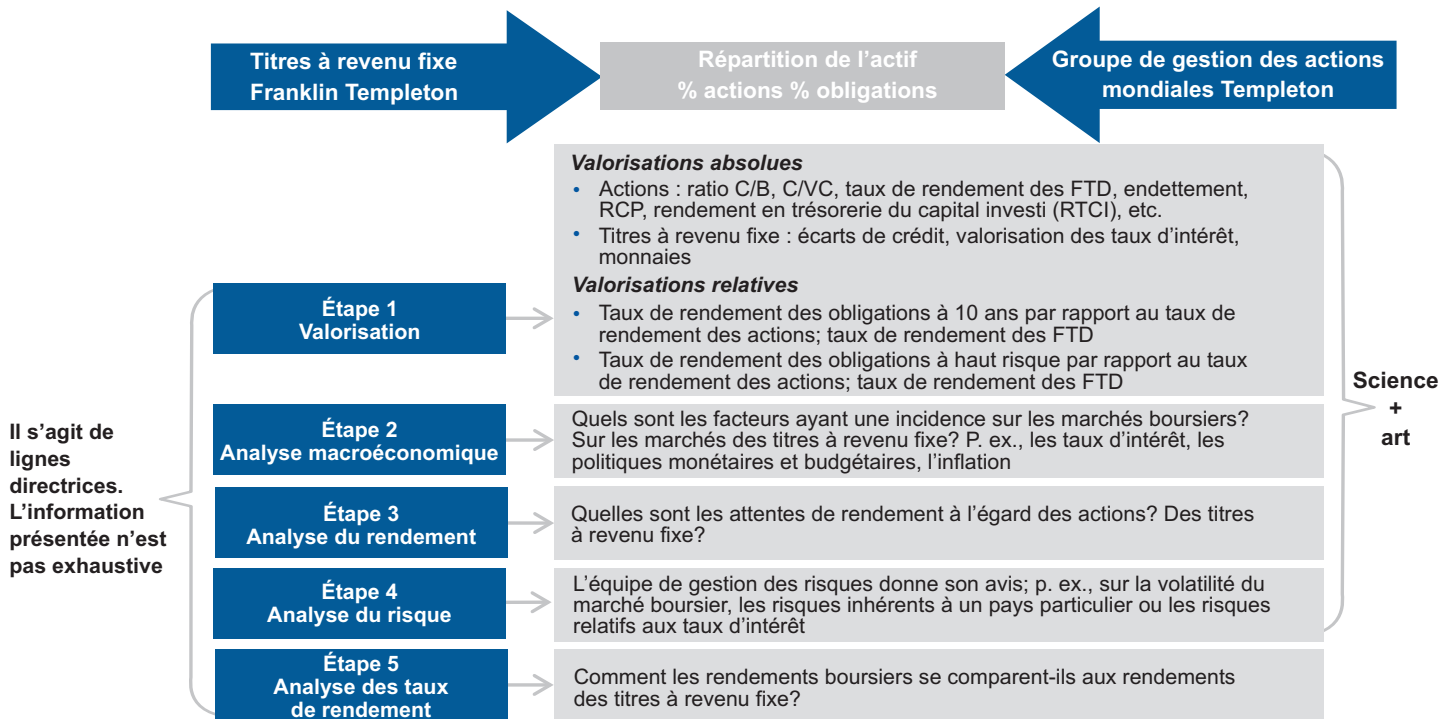 Titres à revenu fixe
Franklin Templeton
Répartition de l’actif
% actions % obligations
Groupe de gestion des actions
mondiales Templeton
Il s’agit de
lignes
directrices.
L’information
présentée n’est
pas exhaustive
Étape 1
Valorisation
Valorisations absolues
• Actions : ratio C/B, C/VC, taux de rendement des FTD, endettement,
RCP, rendement en trésorerie du capital investi (RTCI), etc.
• Titres à revenu fixe : écarts de crédit, valorisation des taux d’intérêt,
monnaies
Valorisations relatives
• Taux de rendement des obligations à 10 ans par rapport au taux de
rendement des actions; taux de rendement des FTD
• Taux de rendement des obligations à haut risque par rapport au taux
de rendement des actions; taux de rendement des FTD
Étape 2
Analyse macroéconomique
Quels sont les facteurs ayant une incidence sur les marchés boursiers?
Sur les marchés des titres à revenu fixe? P. ex., les taux d’intérêt, les
politiques monétaires et budgétaires, l’inflation
Étape 3
Analyse du rendement
Quelles sont les attentes de rendement à l’égard des actions? Des titres
à revenu fixe?
Étape 4
Analyse du risque
L’équipe de gestion des risques donne son avis; p. ex., sur la volatilité du
marché boursier, les risques inhérents à un pays particulier ou les risques
relatifs aux taux d’intérêt
Étape 5
Analyse des taux
de rendement
Comment les rendements boursiers se comparent-ils aux rendements
des titres à revenu fixe?
Science
+
art